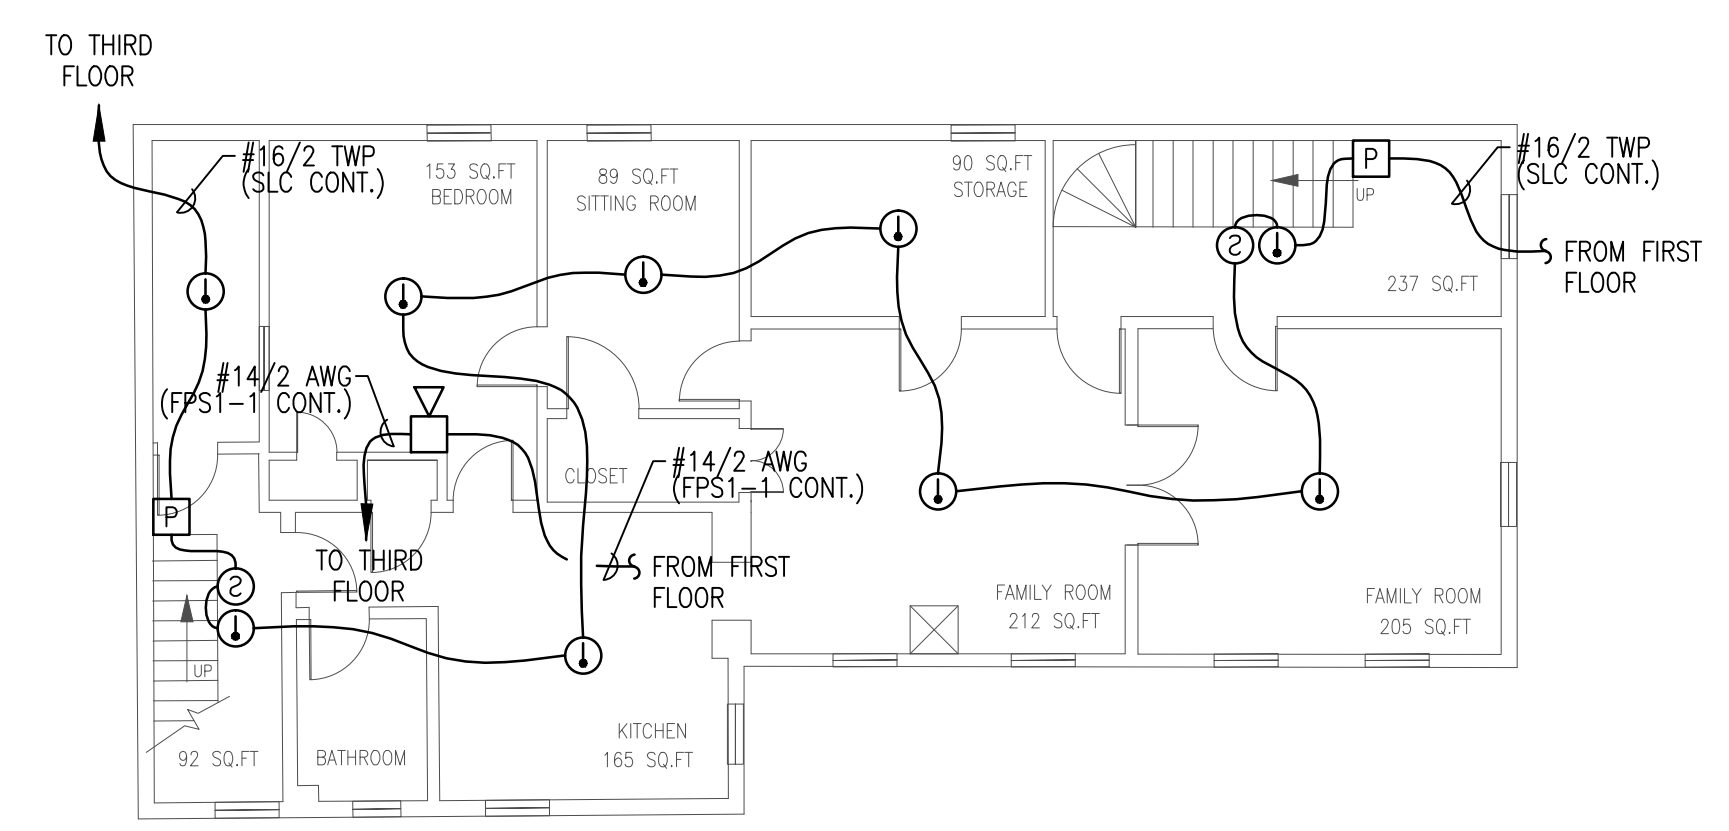 TO THIRD
FLOOR
#16/2 TWP
(SLC CONT.)
153 SQ.FT
BEDROOM
89 SQ.FT
SITTING ROOM
90 SQ.FT
STORAGE
P
UP
#16/2 TWP
(SLC CONT.)
S
FROM FIRST
FLOOR
237 SQ.FT
#14/2 AWG
(FPS1-1 CONT.)
CLOSET
#14/2 AWG
(FPS1-1 CONT.)
P
TO THIRD
FLOOR
FROM FIRST
FLOOR
S
UP
FAMILY ROOM
212 SQ.FT
FAMILY ROOM
205 SQ.FT
92 SQ.FT
BATHROOM
KITCHEN
165 SQ.FT